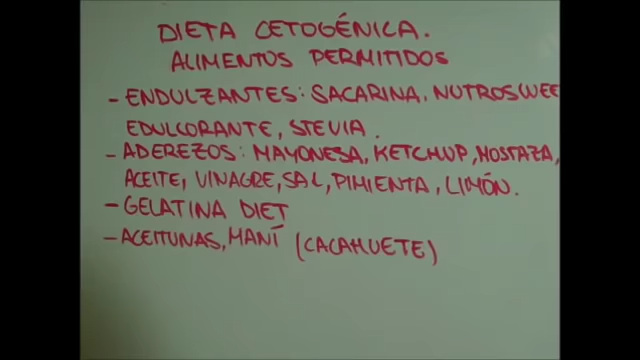 DIETA CETOGÉNICA.
ALIMENTOS PERMITIDOS
- ENDULZANTES: SACARINA, NUTROSWEE
EDULCORANTE, STEVIA.
- ADEREZOS: MAYONESA, KETCHUP, MOSTAZA,
ACEITE, VINAGRE, SAL, PIMIENTA, LIMÓN.
- GELATINA DIET
- ACEITUNAS, MANÍ (CACAHUETE)